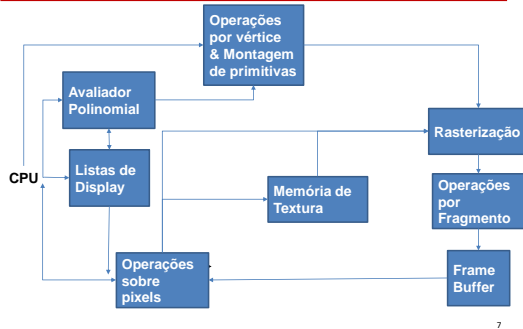 Operações
por vértice
& Montagem
de primitivas
Avaliador
Polinomial
Rasterização
CPU
Listas de
Display
Memória de
Textura
Operações
por
Fragmento
Operações
sobre
pixels
Frame
Buffer
7